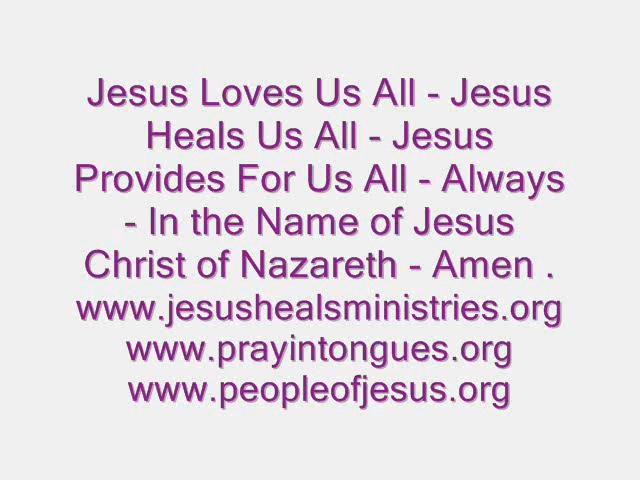 Jesus Loves Us All - Jesus
Heals Us All - Jesus
Provides For Us All - Always
- In the Name of Jesus
Christ of Nazareth - Amen .
www.jesushealsministries.org
www.prayintongues.org
www.peopleofjesus.org